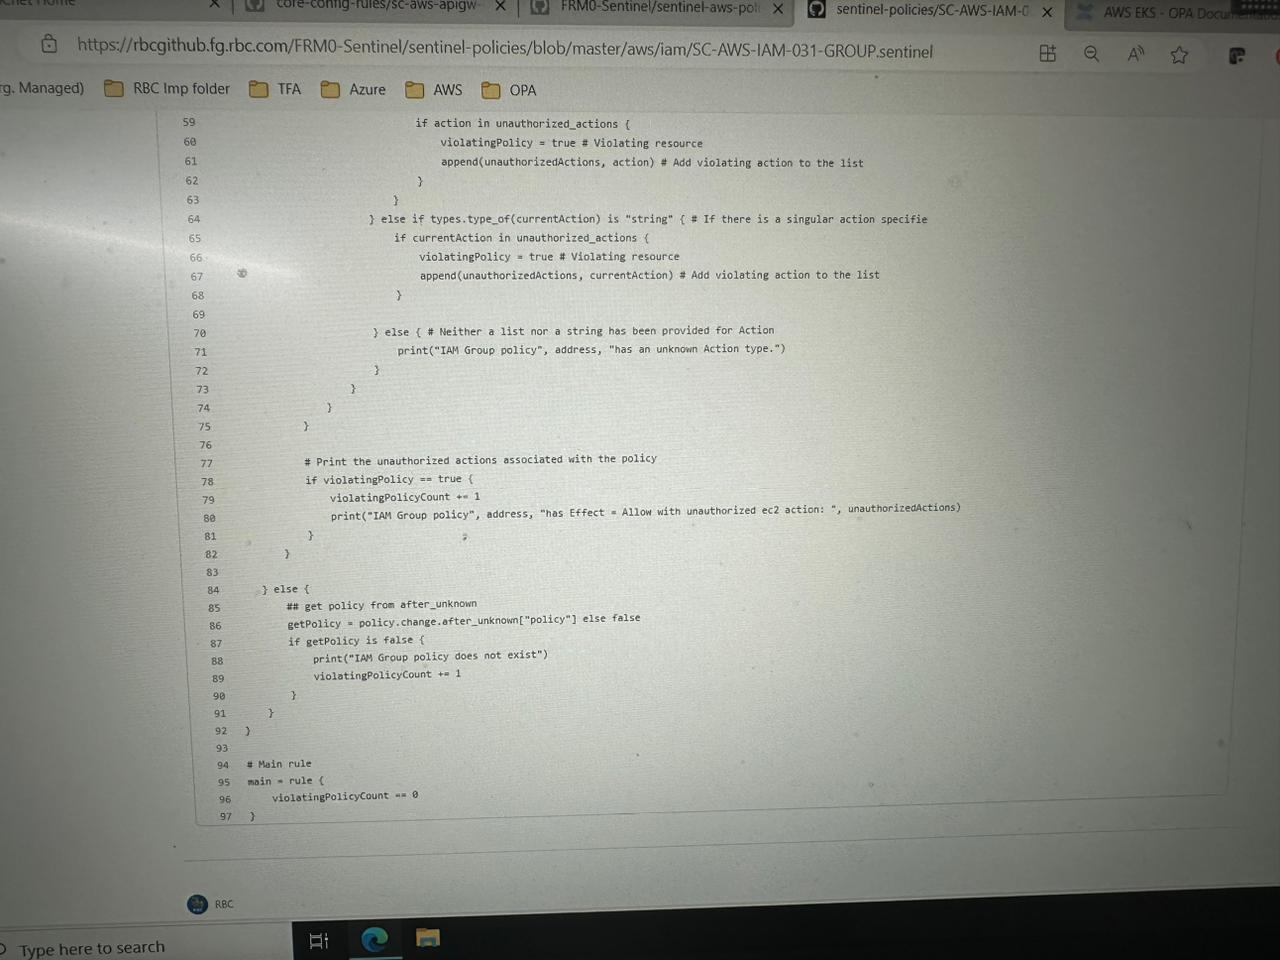 core-config-rules/sc-aws-apigw-
FRM0-Sentinel/sentinel-aws-pol
sentinel-policies/SC-AWS-IAM-0
AWS EKS - OPA Documentation
https://rbcgithub.fg.rbc.com/FRM0-Sentinel/sentinel-policies/blob/master/aws/iam/SC-AWS-IAM-031-GROUP.sentinel
rg. Managed) RBC Imp folder TFA Azure AWS OPA
59 if action in unauthorized_actions {
60 violatingPolicy = true # Violating resource
61 append(unauthorizedActions, action) # Add violating action to the list
62 }
63 }
64 } else if types.type_of(currentAction) is "string" { # If there is a singular action specifie
65 if currentAction in unauthorized_actions {
66 violatingPolicy = true # Violating resource
67 append(unauthorizedActions, currentAction) # Add violating action to the list
68 }
69
70 } else { # Neither a list nor a string has been provided for Action
71 print("IAM Group policy", address, "has an unknown Action type.")
72 }
73 }
74 }
75 }
76
77 # Print the unauthorized actions associated with the policy
78 if violatingPolicy == true {
79 violatingPolicyCount += 1
80 print("IAM Group policy", address, "has Effect = Allow with unauthorized ec2 action: ", unauthorizedActions)
81 }
82 }
83
84 } else {
85 ## get policy from after_unknown
86 getPolicy = policy.change.after_unknown["policy"] else false
87 if getPolicy is false {
88 print("IAM Group policy does not exist")
89 violatingPolicyCount += 1
90 }
91 }
92 }
93
94 # Main rule
95 main = rule {
96 violatingPolicyCount == 0
97 }
RBC
Type here to search